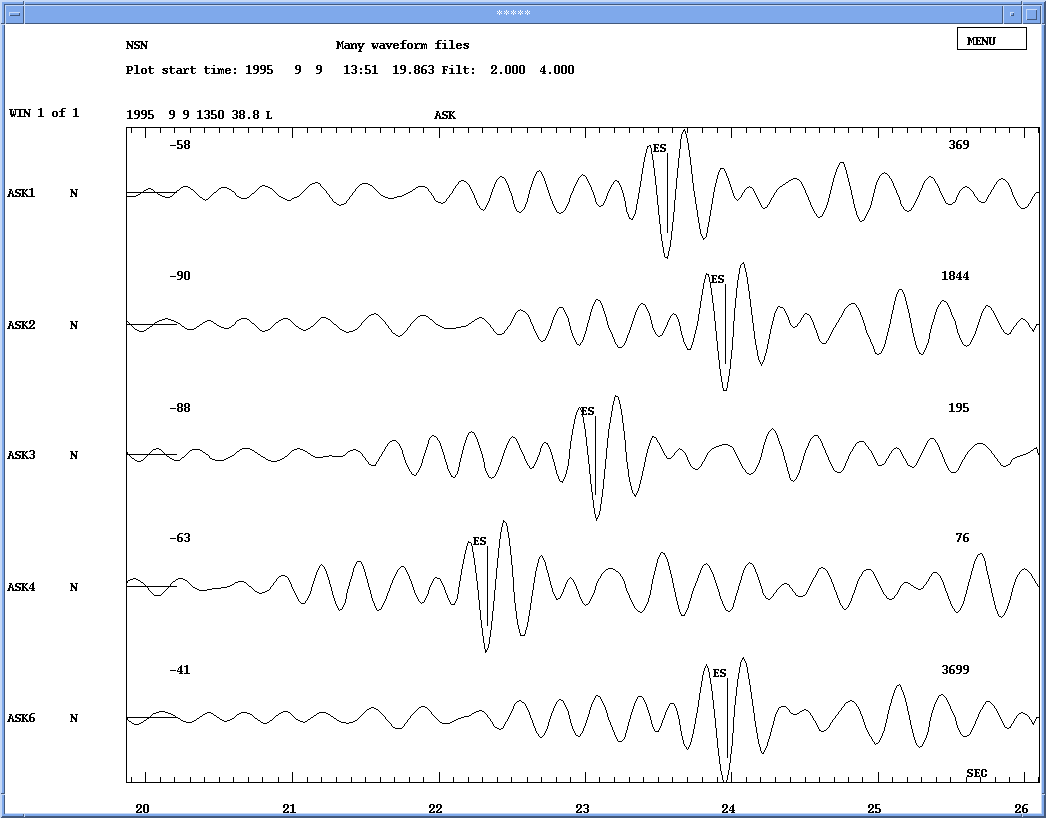 *****
NSN Many waveform files MENU
Plot start time: 1995 9 9 13:51 19.863 Filt: 2.000 4.000
WIN 1 of 1 1995 9 9 1350 38.8 L ASK
-58 ES 369
ASK1 N
-90 ES 1844
ASK2 N
-88 ES 195
ASK3 N
-63 ES 76
ASK4 N
-41 ES 3699
ASK6 N
SEC
20 21 22 23 24 25 26